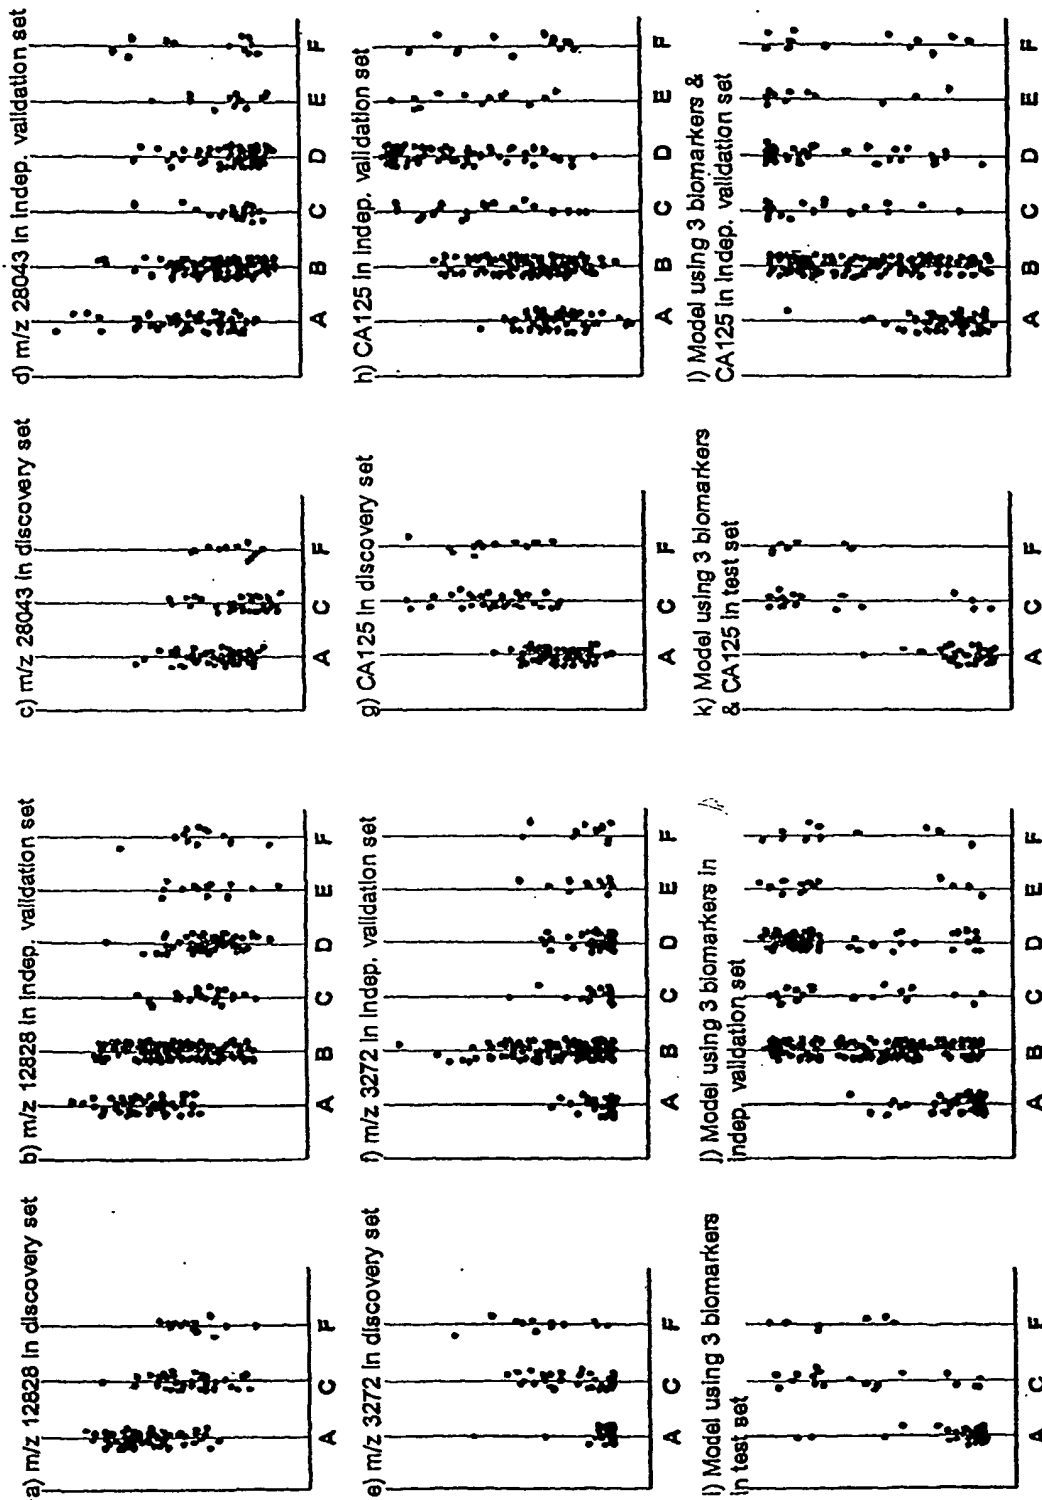 a) m/z 12828 in discovery set
A C F
b) m/z 12828 in Indep. validation set
A B C D E F
c) m/z 28043 in discovery set
A C F
d) m/z 28043 in Indep. validation set
A B C D E F
e) m/z 3272 in discovery set
A C F
f) m/z 3272 in Indep. validation set
A B C D E F
g) CA125 in discovery set
A C F
h) CA125 in Indep. validation set
A B C D E F
i) Model using 3 biomarkers
in test set
A C F
j) Model using 3 biomarkers in
indep. validation set
A B C D E F
k) Model using 3 biomarkers
& CA125 in test set
A C F
l) Model using 3 biomarkers &
CA125 in Indep. validation set
A B C D E F